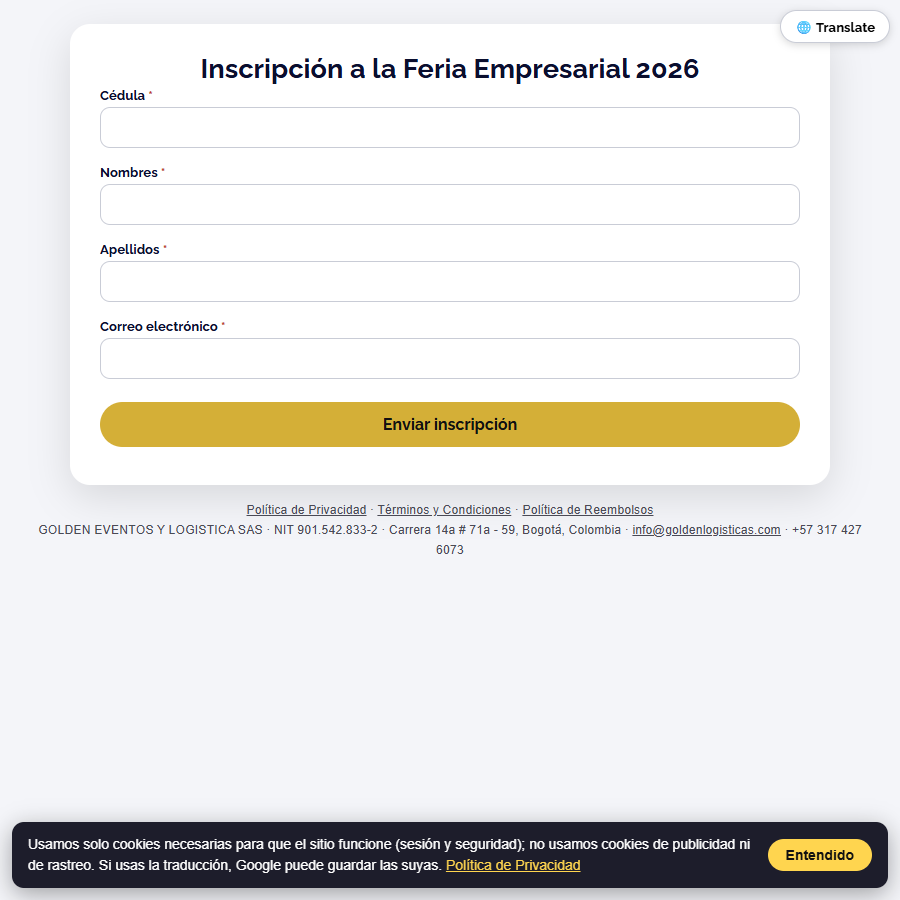 Translate
Inscripción a la Feria Empresarial 2026
Cédula *
Nombres *
Apellidos *
Correo electrónico *
Enviar inscripción
Política de Privacidad · Términos y Condiciones · Política de Reembolsos
GOLDEN EVENTOS Y LOGISTICA SAS · NIT 901.542.833-2 · Carrera 14a # 71a - 59, Bogotá, Colombia · info@goldenlogisticas.com · +57 317 427
6073
Usamos solo cookies necesarias para que el sitio funcione (sesión y seguridad); no usamos cookies de publicidad ni
de rastreo. Si usas la traducción, Google puede guardar las suyas. Política de Privacidad
Entendido